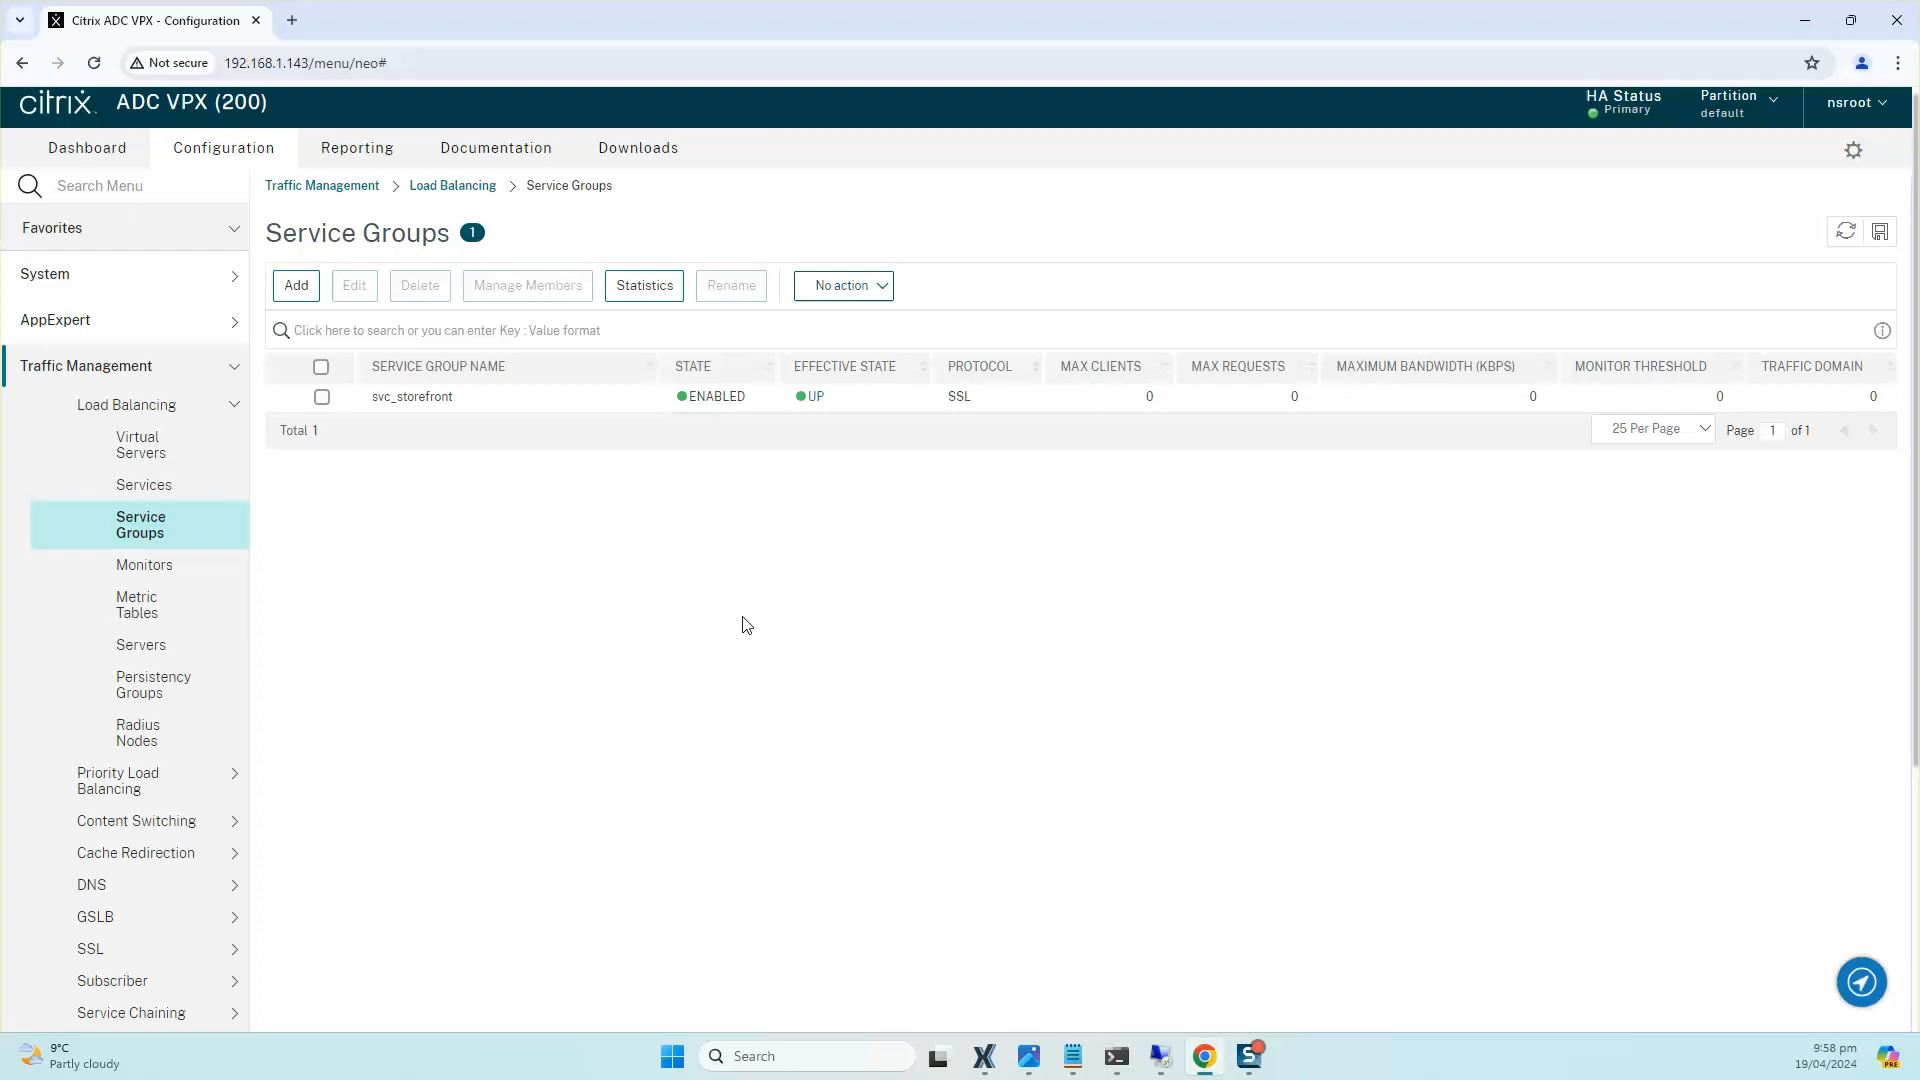 Citrix ADC VPX - Configuration
Not secure
192.168.1.143/menu/neo#
citrix. ADC VPX (200)
HA Status
Primary
Partition
default
nsroot
Dashboard
Configuration
Reporting
Documentation
Downloads
Search Menu
Favorites
System
AppExpert
Traffic Management
Load Balancing
Virtual
Servers
Services
Service
Groups
Monitors
Metric
Tables
Servers
Persistency
Groups
Radius
Nodes
Priority Load
Balancing
Content Switching
Cache Redirection
DNS
GSLB
SSL
Subscriber
Service Chaining
Traffic Management > Load Balancing > Service Groups
Service Groups 1
Add
Edit
Delete
Manage Members
Statistics
Rename
No action
Click here to search or you can enter Key : Value format
SERVICE GROUP NAME STATE EFFECTIVE STATE PROTOCOL MAX CLIENTS MAX REQUESTS MAXIMUM BANDWIDTH (KBPS) MONITOR THRESHOLD TRAFFIC DOMAIN
svc_storefront ENABLED UP SSL 0 0 0 0 0
Total 1
25 Per Page
Page 1 of 1
9°C
Partly cloudy
Search
9:58 pm
19/04/2024
PRE